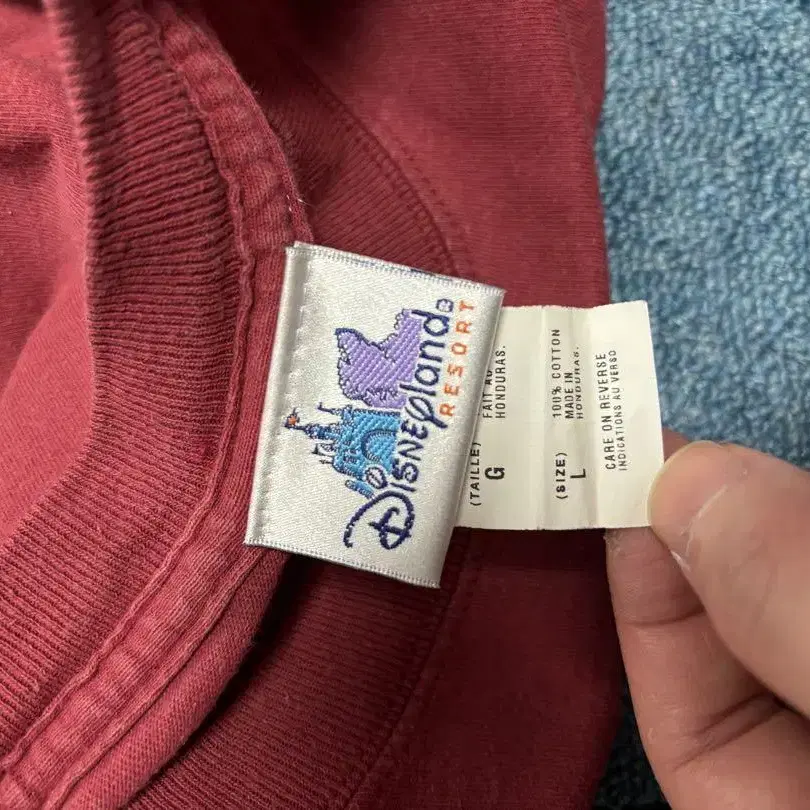 Disneyland®
RESORT
(TAILLE)
G
FAIT AU
HONDURAS.
(SIZE)
L
100% COTTON
MADE IN
HONDURAS.
CARE ON REVERSE
INDICATIONS AU VERSO